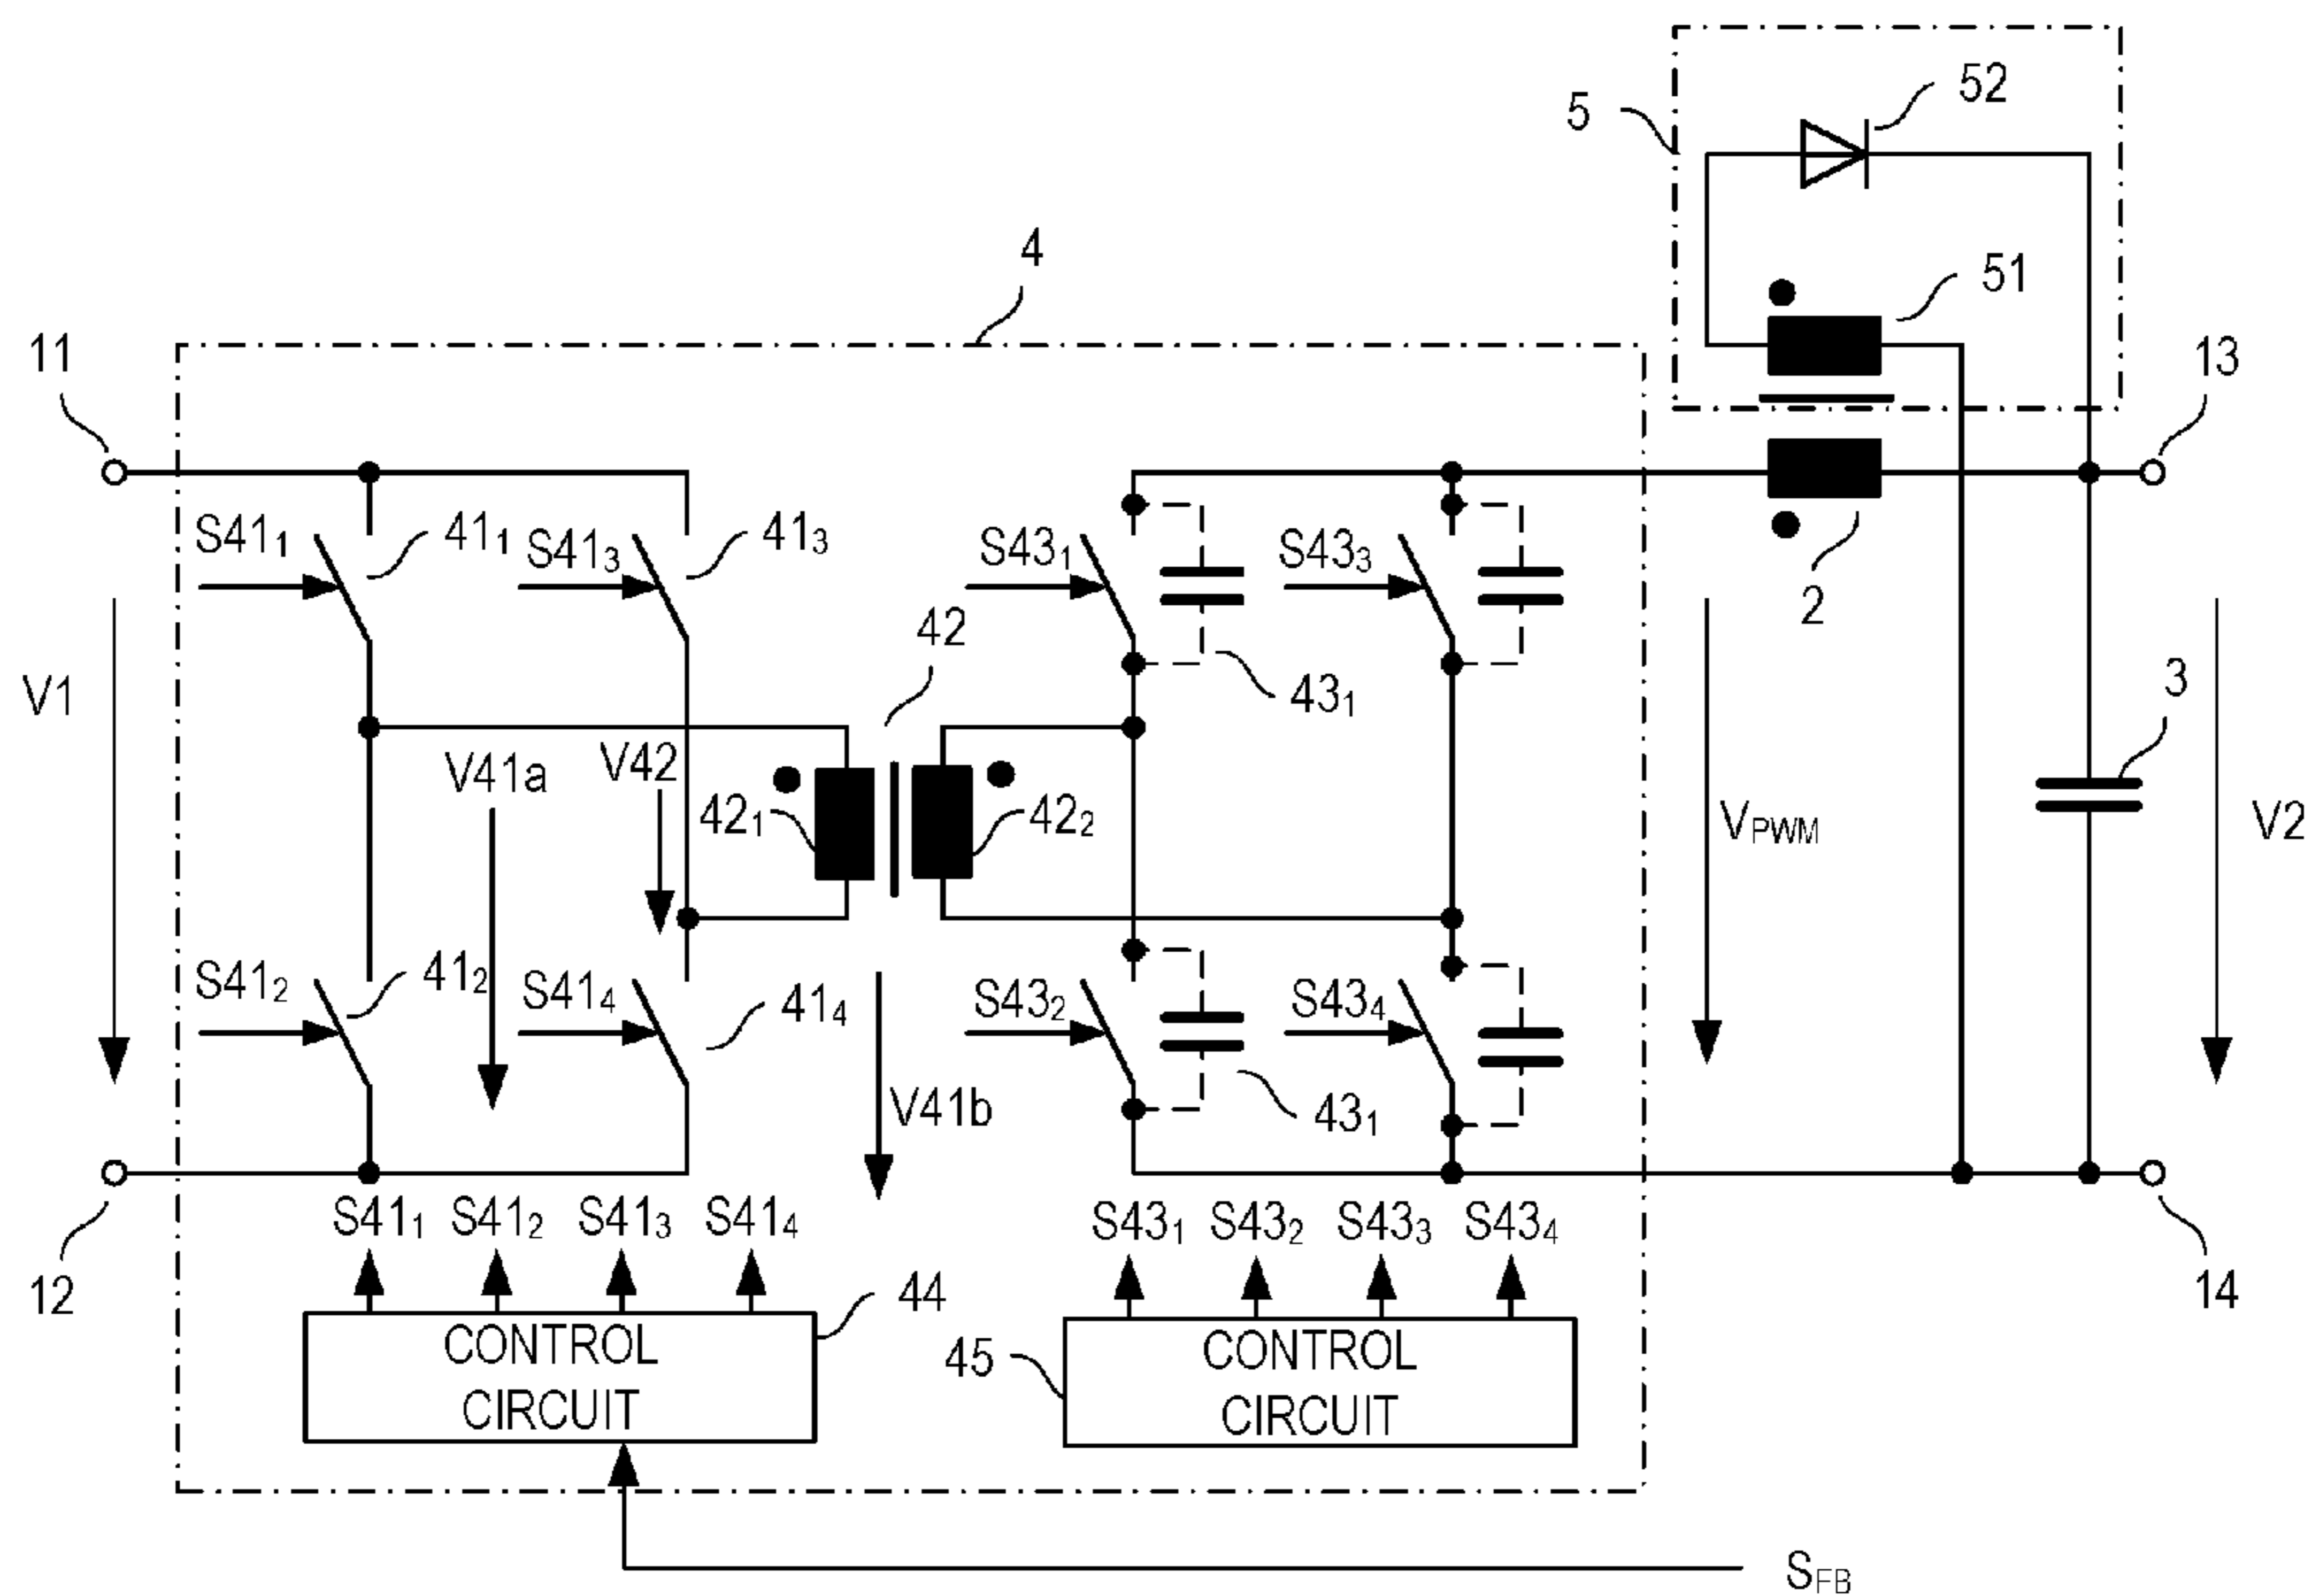 52
5
4
51
11
13
S41₁
41₁
S41₃
41₃
S43₁
S43₃
42
2
V1
43₁
3
V41a
V42
42₁
42₂
V_PWM
V2
S41₂
41₂
S41₄
41₄
S43₂
S43₄
V41b
43₁
S41₁ S41₂ S41₃ S41₄
S43₁ S43₂ S43₃ S43₄
12
44
14
CONTROL
CIRCUIT
45
CONTROL
CIRCUIT
S_FB